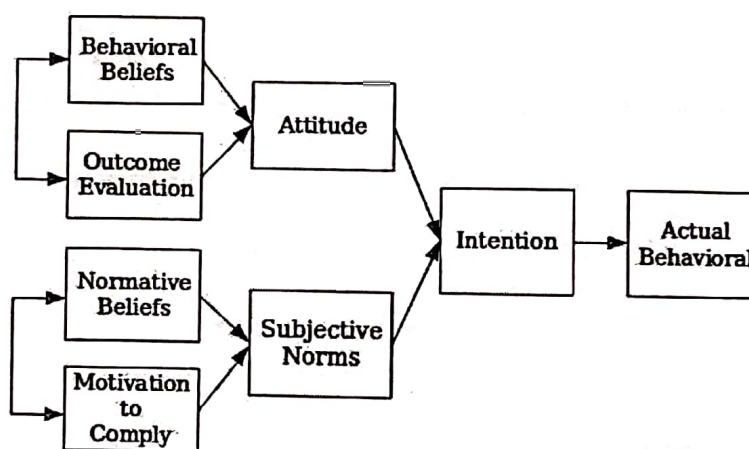 Behavioral
Beliefs
Outcome
Evaluation
Attitude
Normative
Beliefs
Motivation
to
Comply
Subjective
Norms
Intention
Actual
Behavioral